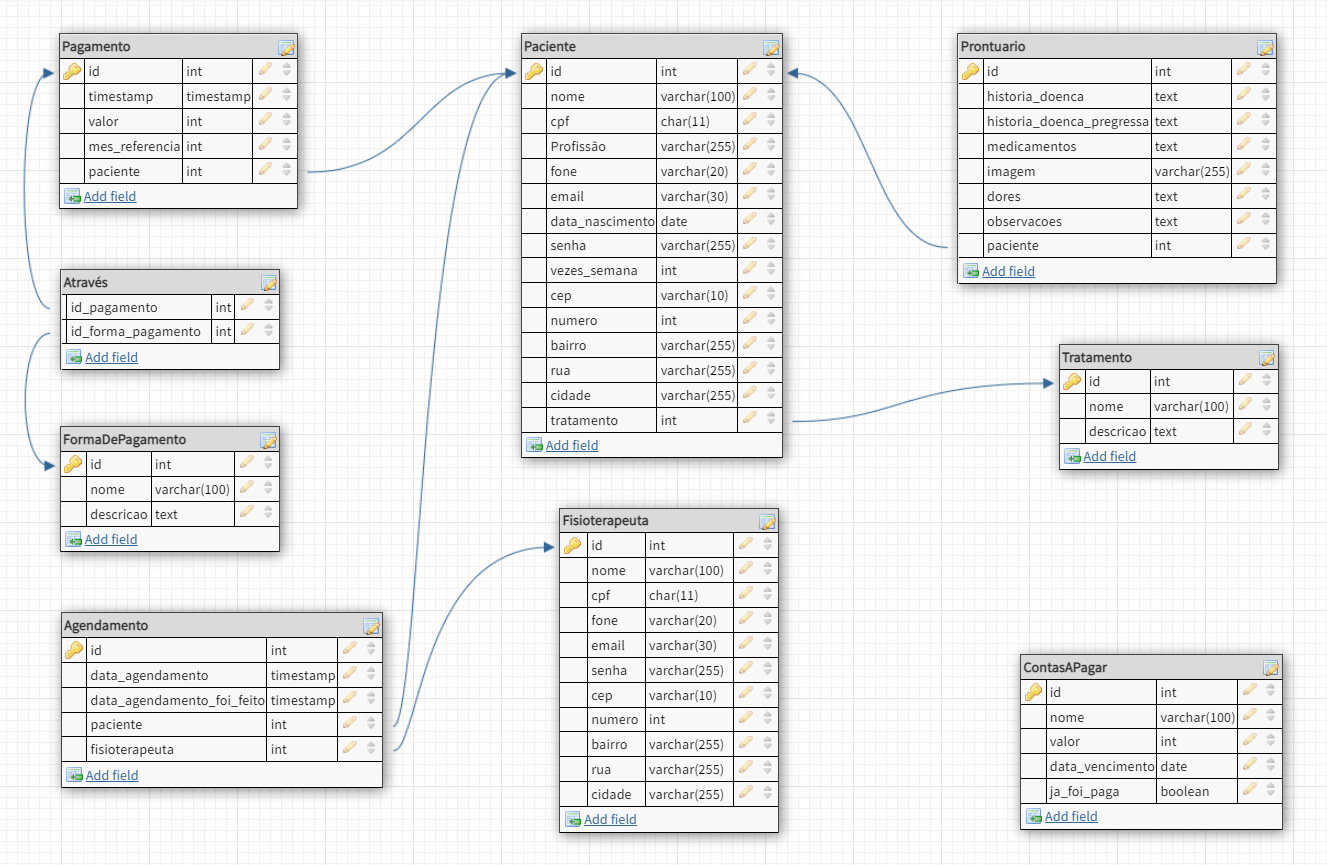 Pagamento
id int
timestamp timestamp
valor int
mes_referencia int
paciente int
Add field
Através
id_pagamento int
id_forma_pagamento int
Add field
FormaDePagamento
id int
nome varchar(100)
descricao text
Add field
Agendamento
id int
data_agendamento timestamp
data_agendamento_foi_feito timestamp
paciente int
fisioterapeuta int
Add field
Paciente
id int
nome varchar(100)
cpf char(11)
Profissão varchar(255)
fone varchar(20)
email varchar(30)
data_nascimento date
senha varchar(255)
vezes_semana int
cep varchar(10)
numero int
bairro varchar(255)
rua varchar(255)
cidade varchar(255)
tratamento int
Add field
Fisioterapeuta
id int
nome varchar(100)
cpf char(11)
fone varchar(20)
email varchar(30)
senha varchar(255)
cep varchar(10)
numero int
bairro varchar(255)
rua varchar(255)
cidade varchar(255)
Add field
Prontuario
id int
historia_doenca text
historia_doenca_pregressa text
medicamentos text
imagem varchar(255)
dores text
observacoes text
paciente int
Add field
Tratamento
id int
nome varchar(100)
descricao text
Add field
ContasAPagar
id int
nome varchar(100)
valor int
data_vencimento date
ja_foi_paga boolean
Add field